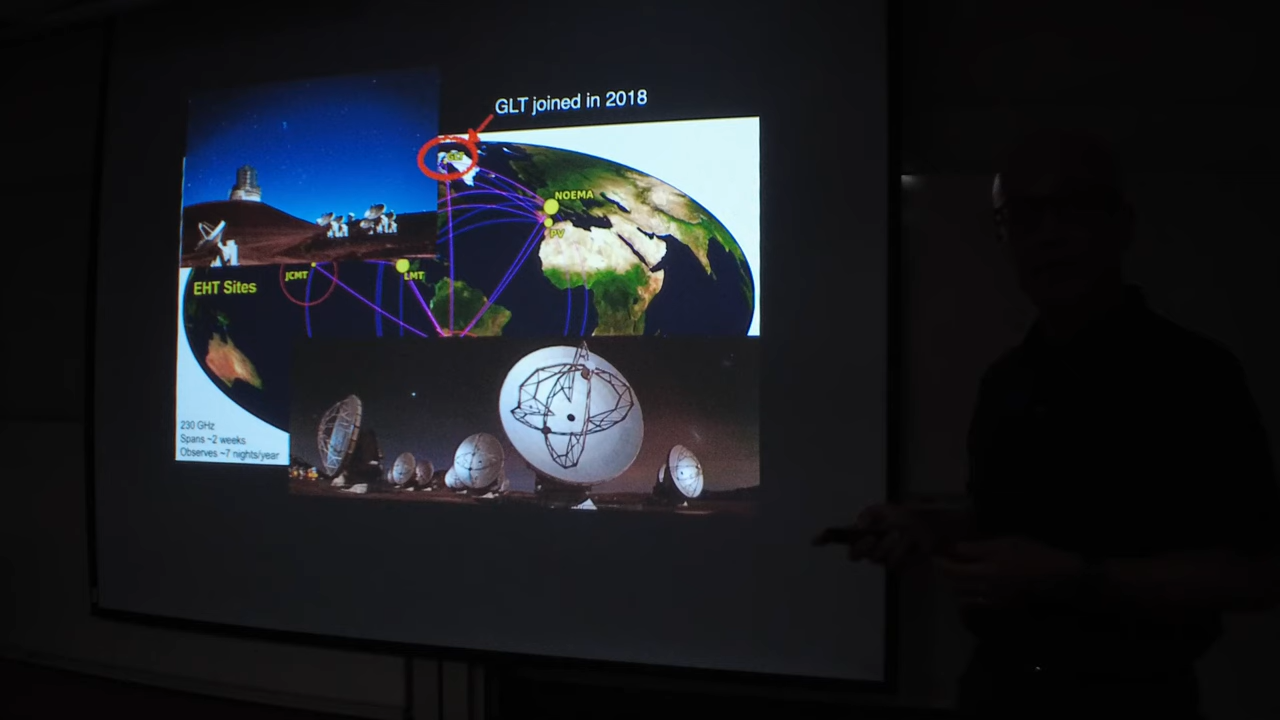 GLT joined in 2018
GLT
NOEMA
PV
JCMT
LMT
EHT Sites
230 GHz
Spans ~2 weeks
Observes ~7 nights/year